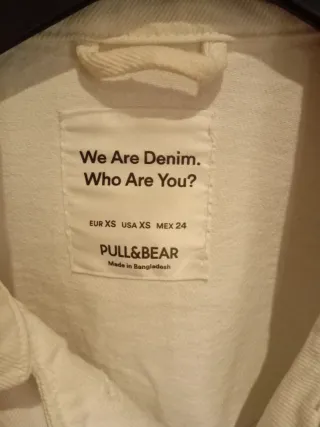 We Are Denim.
Who Are You?
EUR XS USA XS MEX 24
PULL&BEAR
Made in Bangladesh